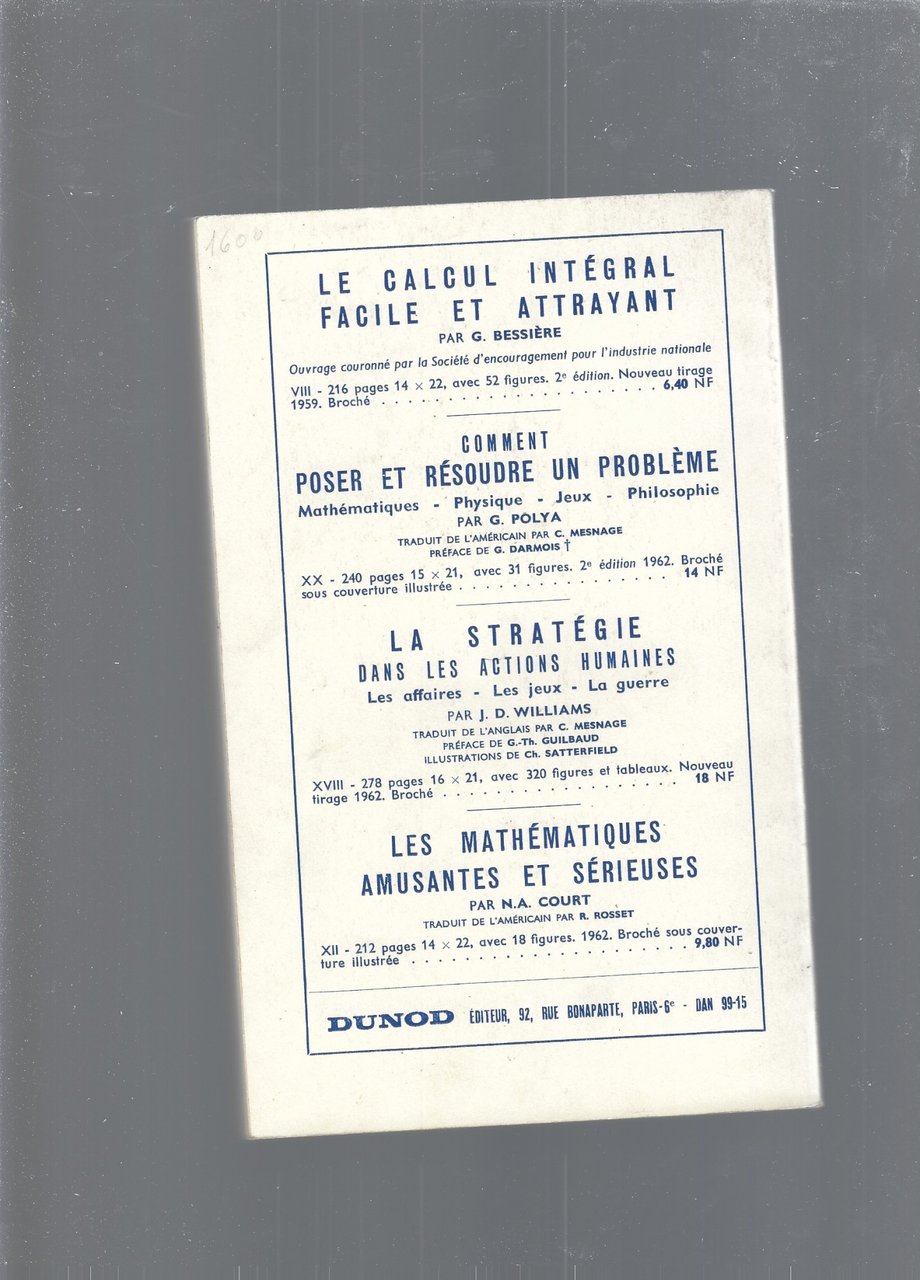 1600
LE CALCUL INTÉGRAL
FACILE ET ATTRAYANT
PAR G. BESSIÈRE
Ouvrage couronné par la Société d'encouragement pour l'industrie nationale
VIII - 216 pages 14 × 22, avec 52 figures. 2e édition. Nouveau tirage
1959. Broché . . . . . . . . . . . . . . . . . . . . . 6,40 NF
COMMENT
POSER ET RÉSOUDRE UN PROBLÈME
Mathématiques - Physique - Jeux - Philosophie
PAR G. POLYA
TRADUIT DE L'AMÉRICAIN PAR C. MESNAGE
PRÉFACE DE G. DARMOIS †
XX - 240 pages 15 × 21, avec 31 figures. 2e édition 1962. Broché
sous couverture illustrée . . . . . . . . . . . . . . . . 14 NF
LA STRATÉGIE
DANS LES ACTIONS HUMAINES
Les affaires - Les jeux - La guerre
PAR J. D. WILLIAMS
TRADUIT DE L'ANGLAIS PAR C. MESNAGE
PRÉFACE DE G.-Th. GUILBAUD
ILLUSTRATIONS DE Ch. SATTERFIELD
XVIII - 278 pages 16 × 21, avec 320 figures et tableaux. Nouveau
tirage 1962. Broché . . . . . . . . . . . . . . . . . 18 NF
LES MATHÉMATIQUES
AMUSANTES ET SÉRIEUSES
PAR N.A. COURT
TRADUIT DE L'AMÉRICAIN PAR R. ROSSET
XII - 212 pages 14 × 22, avec 18 figures. 1962. Broché sous couver-
ture illustrée . . . . . . . . . . . . . . . . . . . . . 9,80 NF
DUNOD ÉDITEUR, 92, RUE BONAPARTE, PARIS-6e - DAN 99-15